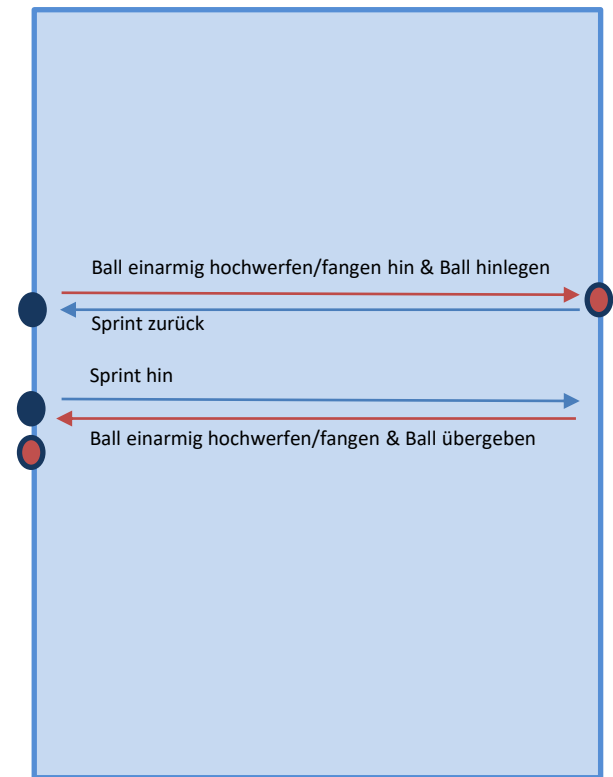 Ball einarmig hochwerfen/fangen hin & Ball hinlegen
Sprint zurück
Sprint hin
Ball einarmig hochwerfen/fangen & Ball übergeben